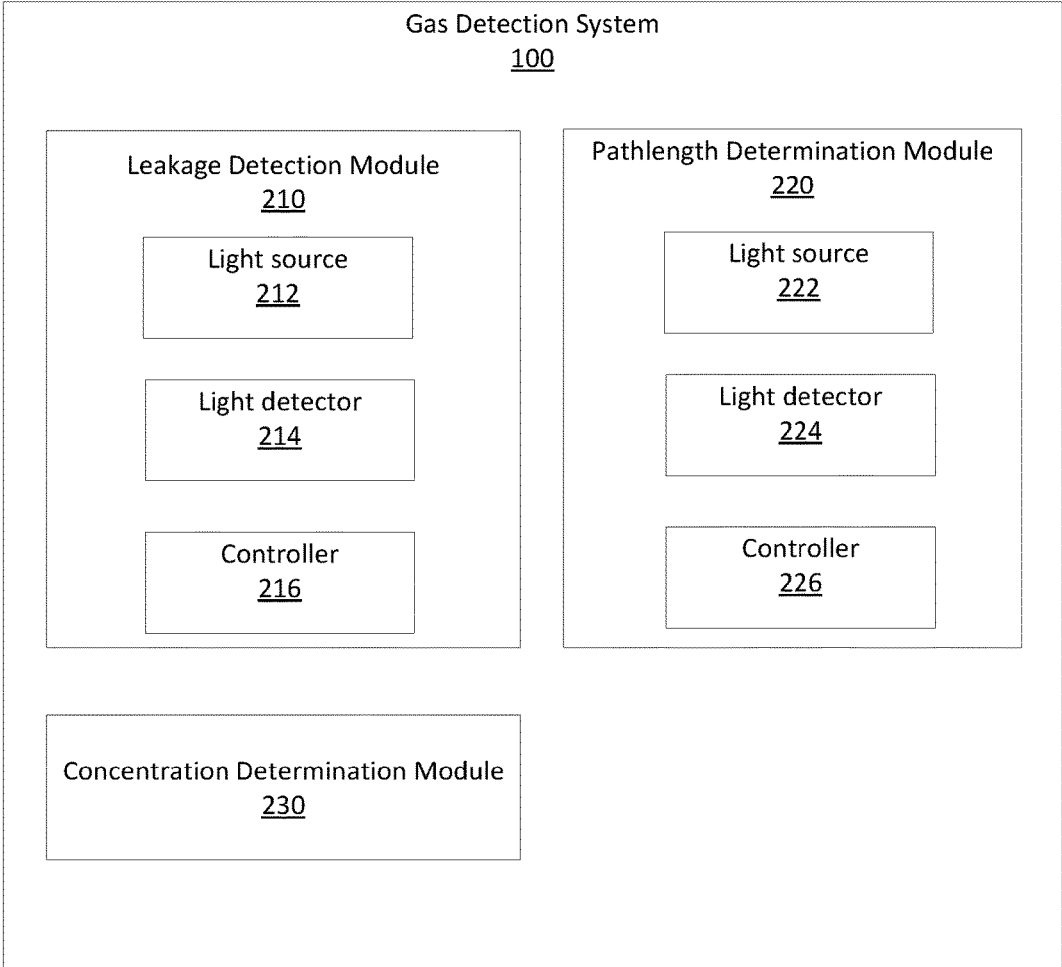 Gas Detection System
100
Leakage Detection Module
210
Light source
212
Light detector
214
Controller
216
Pathlength Determination Module
220
Light source
222
Light detector
224
Controller
226
Concentration Determination Module
230